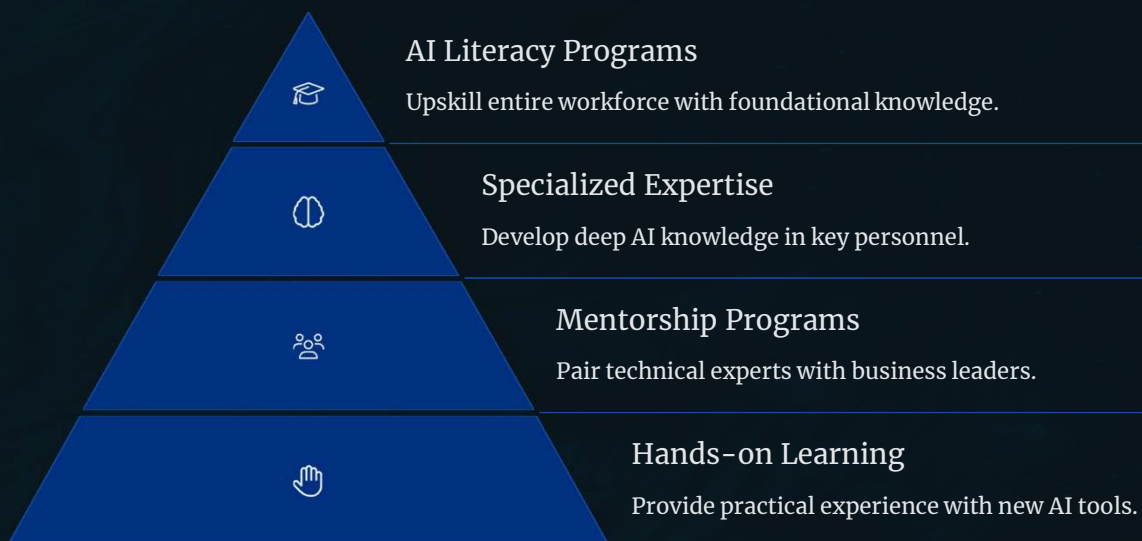 AI Literacy Programs
Upskill entire workforce with foundational knowledge.
Specialized Expertise
Develop deep AI knowledge in key personnel.
Mentorship Programs
Pair technical experts with business leaders.
Hands-on Learning
Provide practical experience with new AI tools.